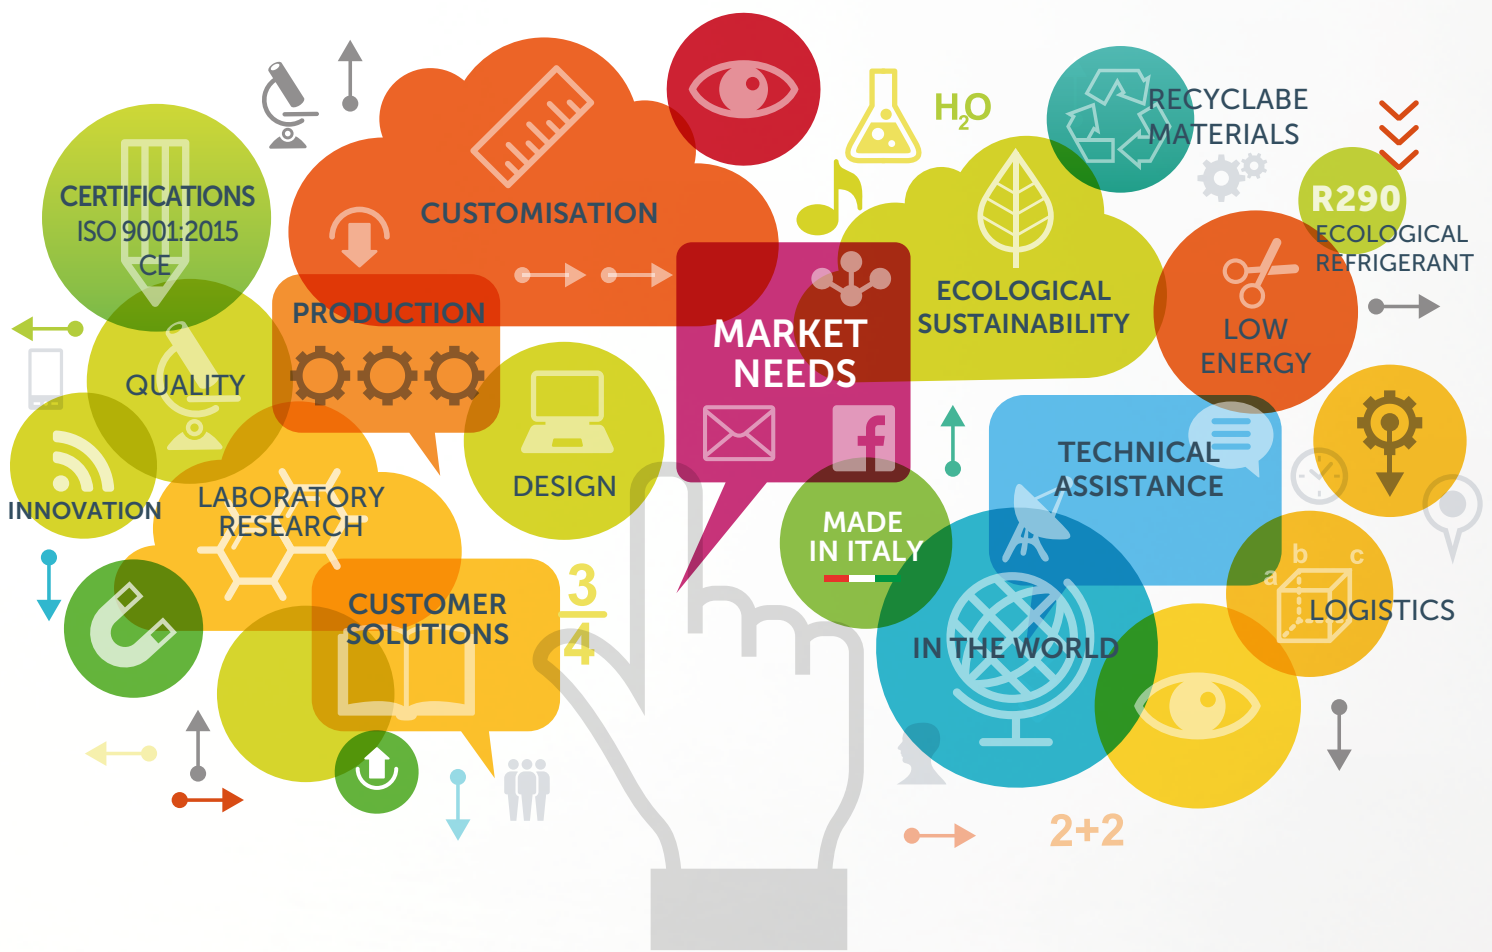 H2O
RECYCLABE
MATERIALS
CERTIFICATIONS
ISO 9001:2015
CE
CUSTOMISATION
R290
ECOLOGICAL
REFRIGERANT
PRODUCTION
MARKET
NEEDS
ECOLOGICAL
SUSTAINABILITY
LOW
ENERGY
QUALITY
DESIGN
f
TECHNICAL
ASSISTANCE
INNOVATION
LABORATORY
RESEARCH
MADE
IN ITALY
a b c
LOGISTICS
CUSTOMER
SOLUTIONS
3
4
IN THE WORLD
2+2